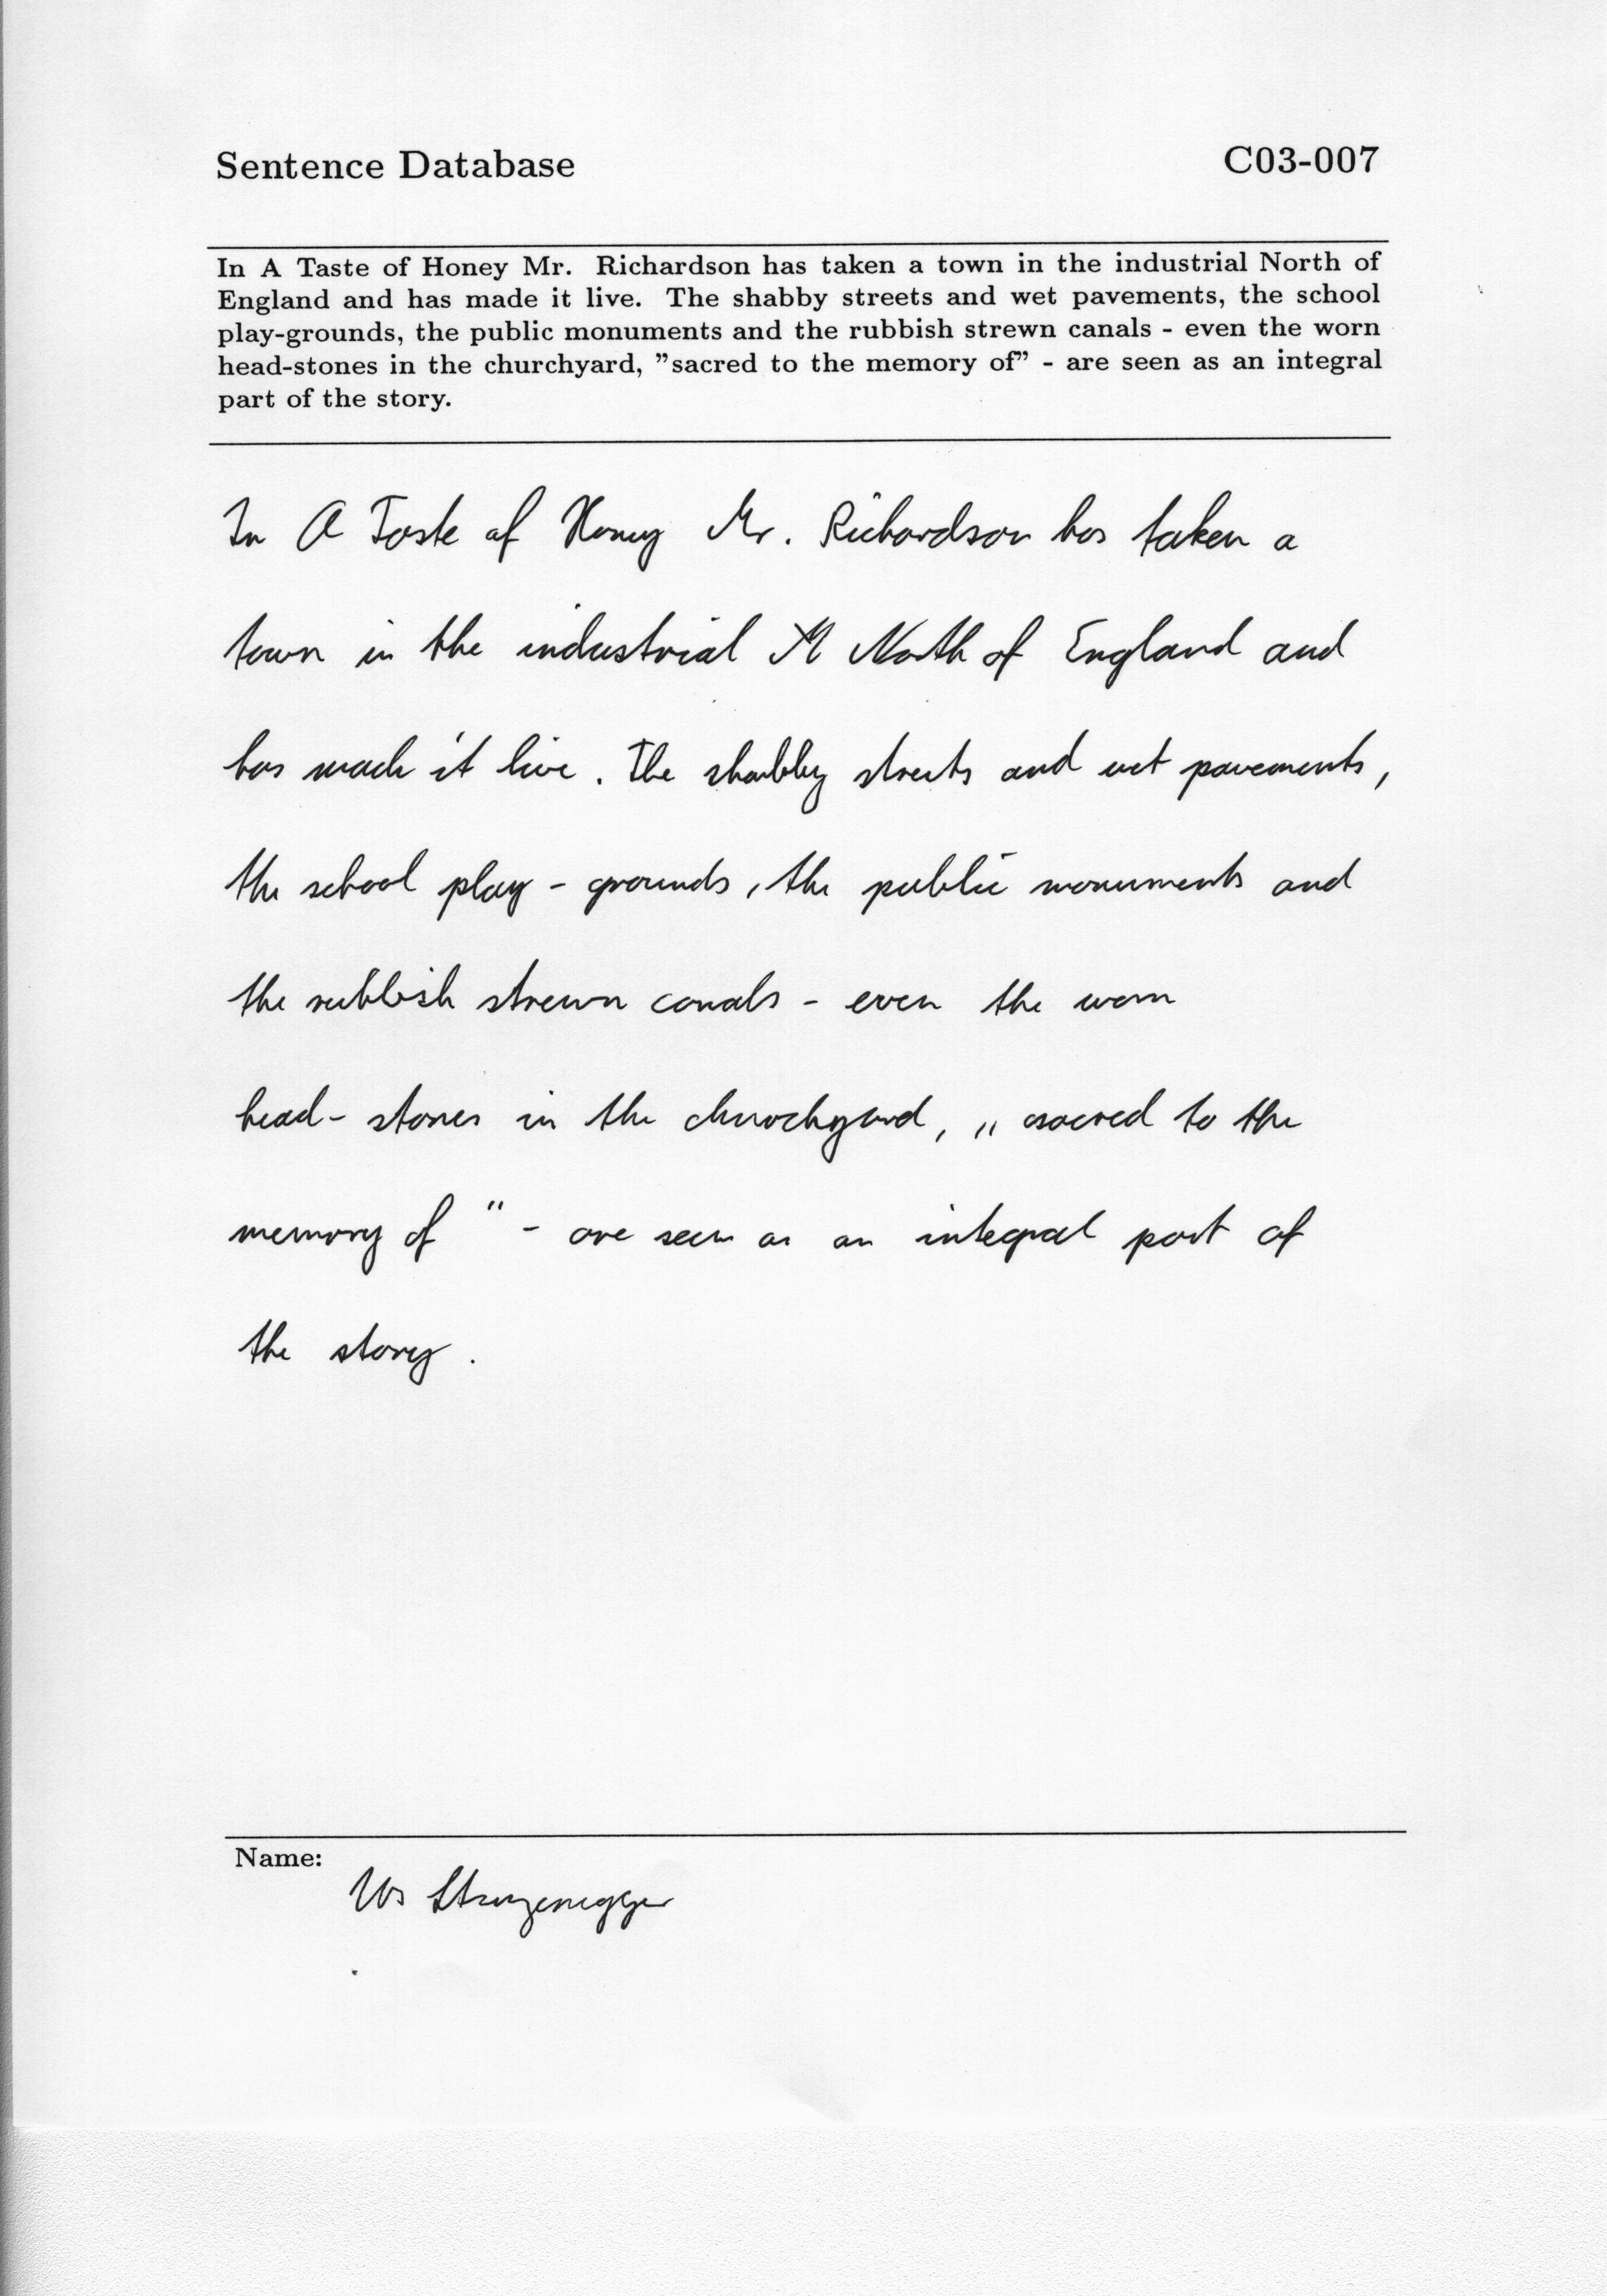 Sentence Database
C03-007
In A Taste of Honey Mr. Richardson has taken a town in the industrial North of
England and has made it live. The shabby streets and wet pavements, the school
play-grounds, the public monuments and the rubbish strewn canals - even the worn
head-stones in the churchyard, "sacred to the memory of" - are seen as an integral
part of the story.
In A Taste of Honey Mr. Richardson has taken a
town in the industrial North of England and
has made it live. The shabby streets and wet pavements,
the school play-grounds, the public monuments and
the rubbish strewn canals - even the worn
head-stones in the churchyard, „sacred to the
memory of" - are seen as an integral part of
the story.
Name: